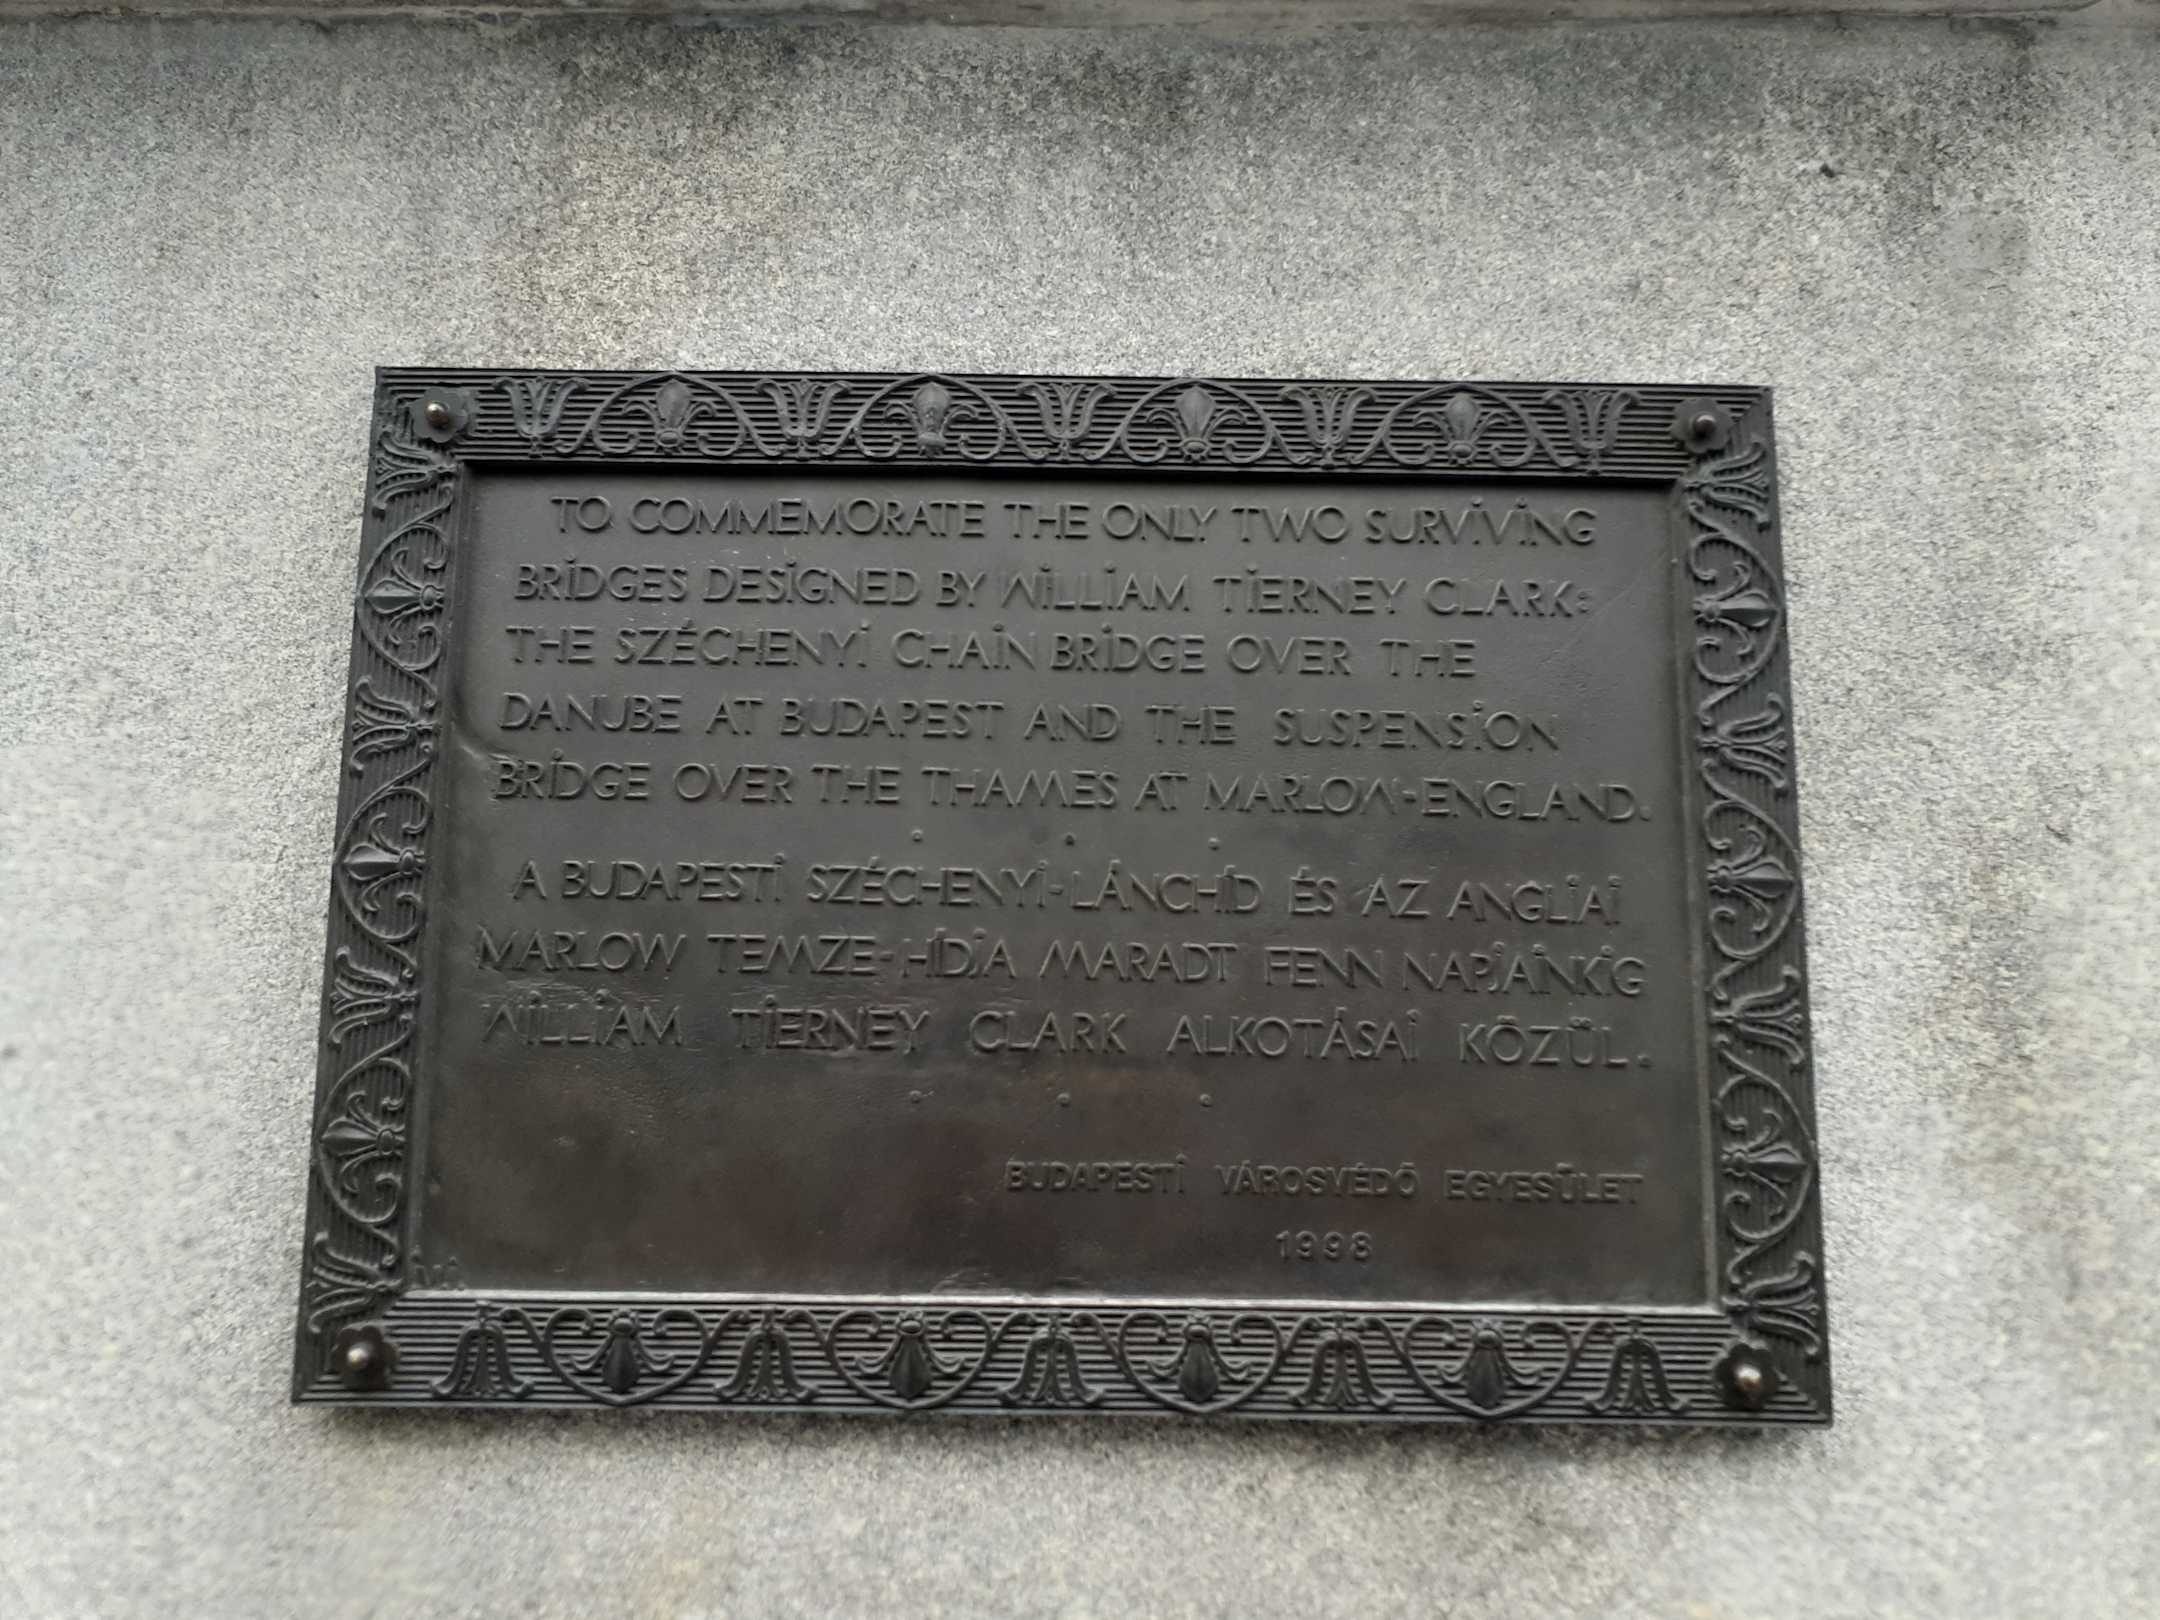 TO COMMEMORATE THE ONLY TWO SURVIVING
BRIDGES DESIGNED BY WILLIAM TIERNEY CLARK:
THE SZÉCHENYI CHAIN BRIDGE OVER THE
DANUBE AT BUDAPEST AND THE SUSPENSION
BRIDGE OVER THE THAMES AT MARLOW-ENGLAND.
A BUDAPESTI SZÉCHENYI-LÁNCHÍD ÉS AZ ANGLIAI
MARLOW TEMZE-HÍDJA MARADT FENN NAPJAINKIG
WILLIAM TIERNEY CLARK ALKOTÁSAI KÖZÜL.
BUDAPESTI VÁROSVÉDŐ EGYESÜLET
1998